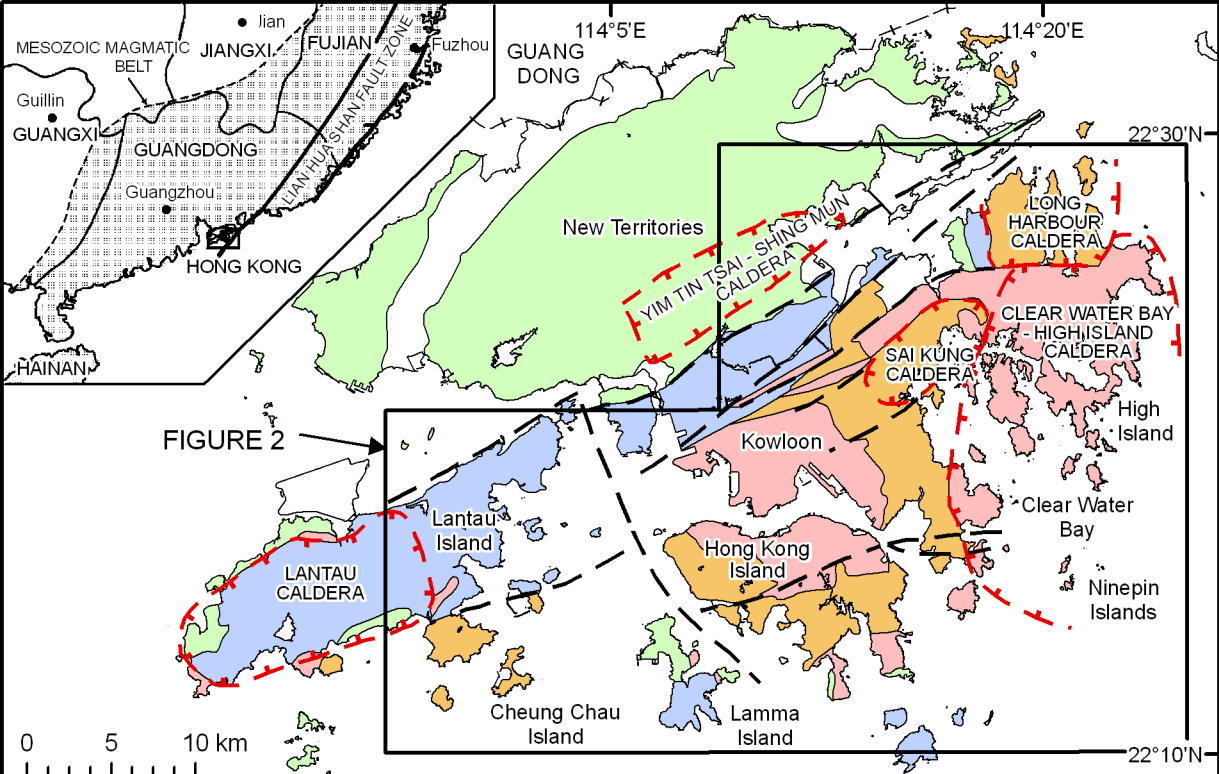 Jian
MESOZOIC MAGMATIC
BELT
JIANGXI
FUJIAN
Fuzhou
Guillin
GUANGXI
GUANGDONG
LIAN HUA SHAN FAULT ZONE
Guangzhou
HONG KONG
HAINAN
GUANG
DONG
114°5'E
114°20'E
22°30'N
New Territories
YIM TIN TSAI - SHING MUN
CALDERA
LONG
HARBOUR
CALDERA
CLEAR WATER BAY
- HIGH ISLAND
CALDERA
SAI KUNG
CALDERA
High
Island
FIGURE 2
Kowloon
Lantau
Island
Clear Water
Bay
Hong Kong
Island
LANTAU
CALDERA
Ninepin
Islands
Cheung Chau
Island
Lamma
Island
0 5 10 km
22°10'N